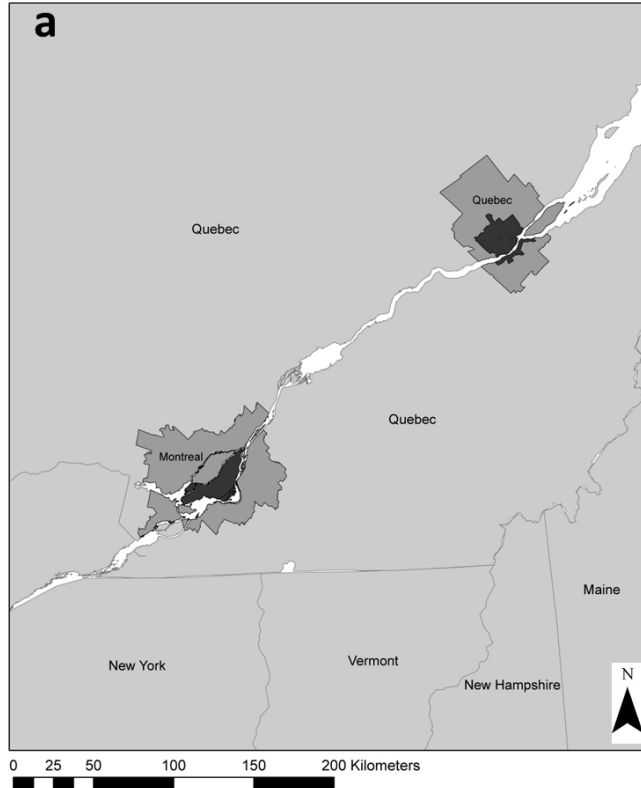 a
Quebec
Quebec
Quebec
Montreal
Maine
New York
Vermont
New Hampshire
N
0 25 50 100 150 200 Kilometers